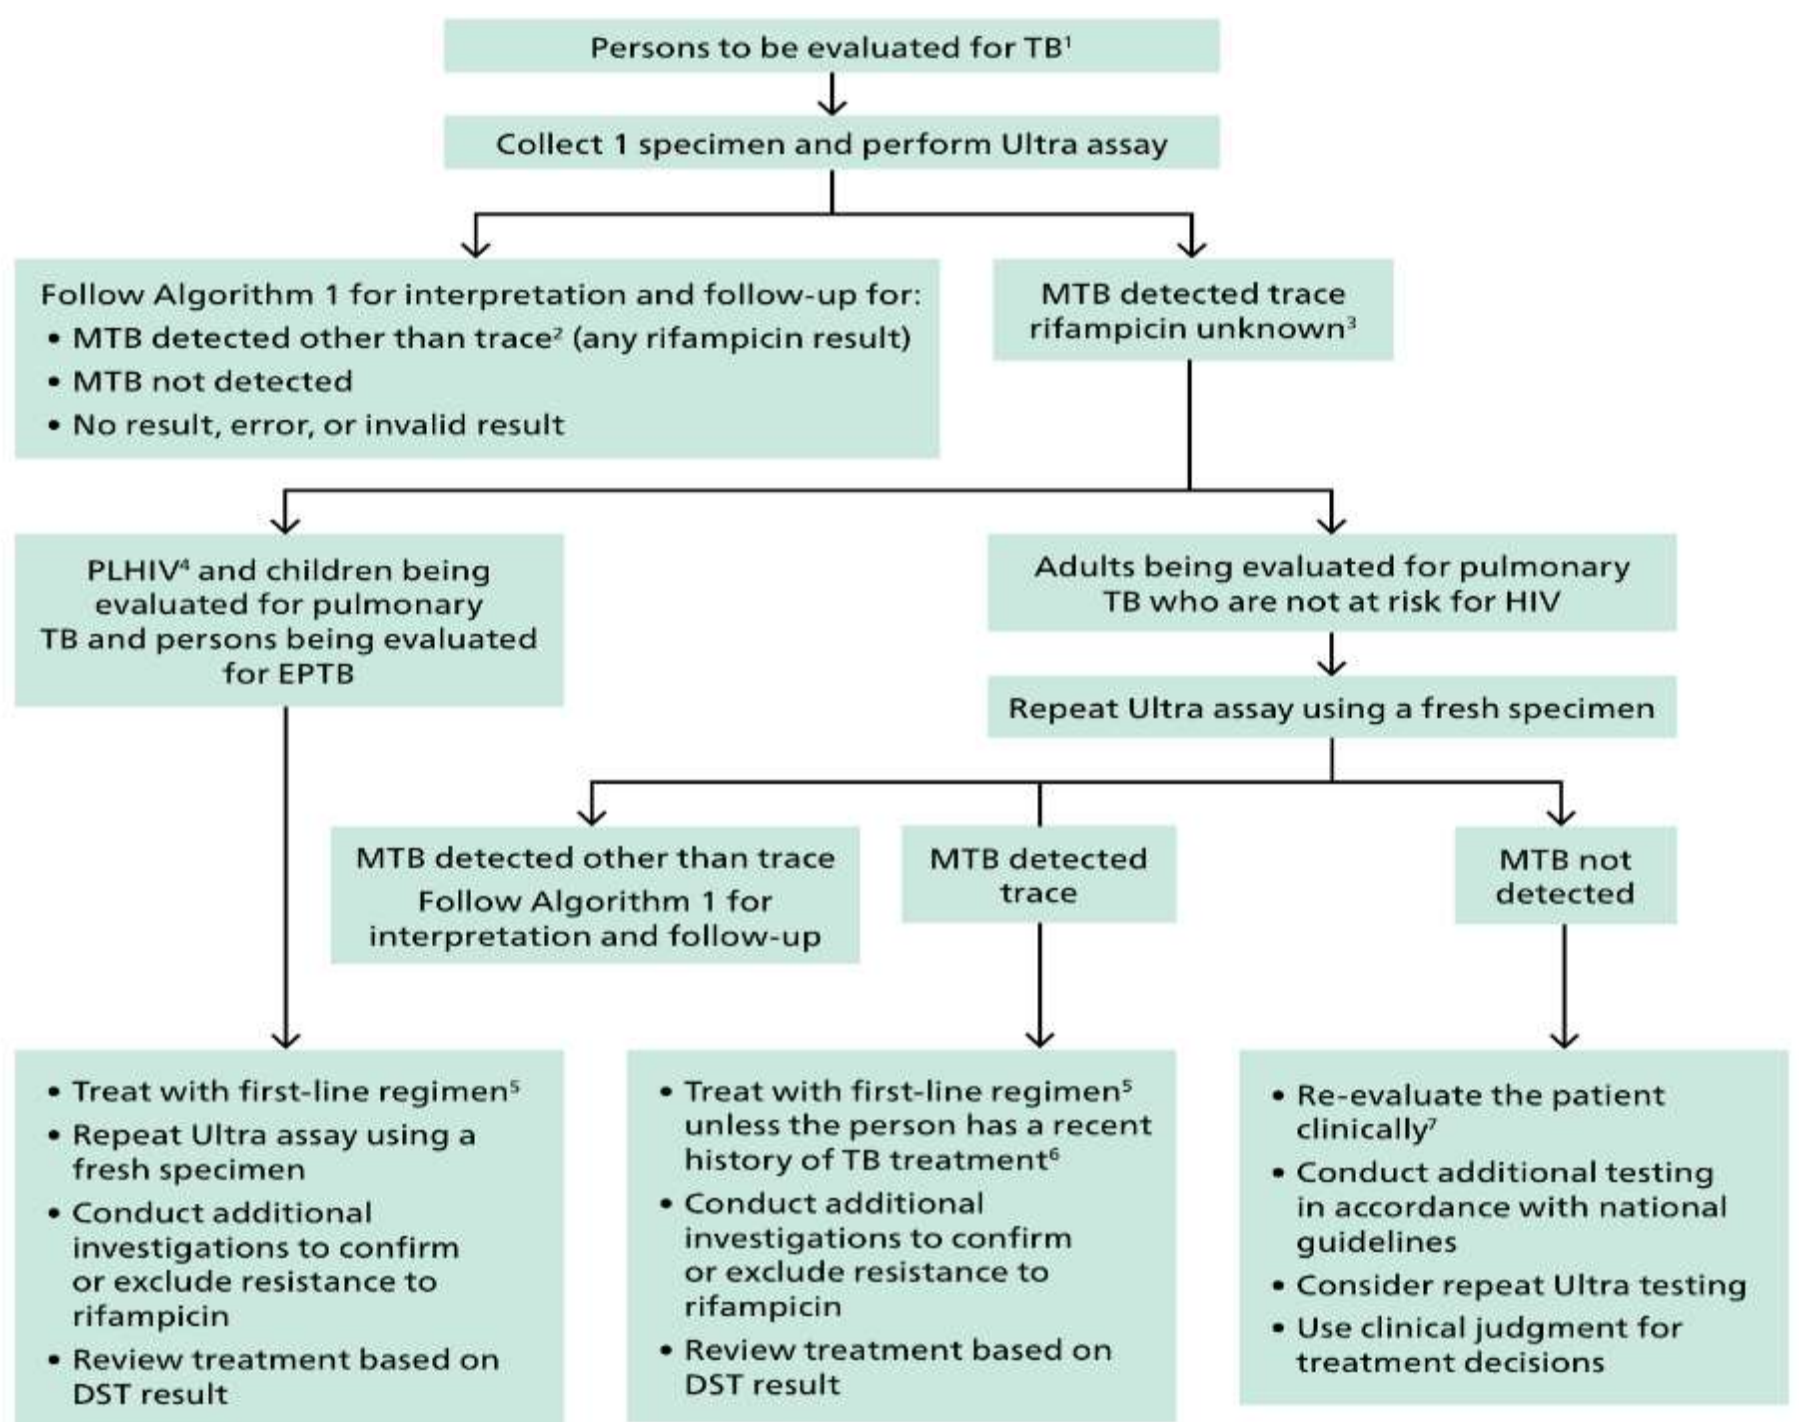 Persons to be evaluated for TB¹
Collect 1 specimen and perform Ultra assay
Follow Algorithm 1 for interpretation and follow-up for:
• MTB detected other than trace² (any rifampicin result)
• MTB not detected
• No result, error, or invalid result
MTB detected trace
rifampicin unknown³
PLHIV⁴ and children being
evaluated for pulmonary
TB and persons being evaluated
for EPTB
Adults being evaluated for pulmonary
TB who are not at risk for HIV
Repeat Ultra assay using a fresh specimen
MTB detected other than trace
Follow Algorithm 1 for
interpretation and follow-up
MTB detected
trace
MTB not
detected
• Treat with first-line regimen⁵
• Repeat Ultra assay using a
fresh specimen
• Conduct additional
investigations to confirm
or exclude resistance to
rifampicin
• Review treatment based on
DST result
• Treat with first-line regimen⁵
unless the person has a recent
history of TB treatment⁶
• Conduct additional
investigations to confirm
or exclude resistance to
rifampicin
• Review treatment based on
DST result
• Re-evaluate the patient
clinically⁷
• Conduct additional testing
in accordance with national
guidelines
• Consider repeat Ultra testing
• Use clinical judgment for
treatment decisions